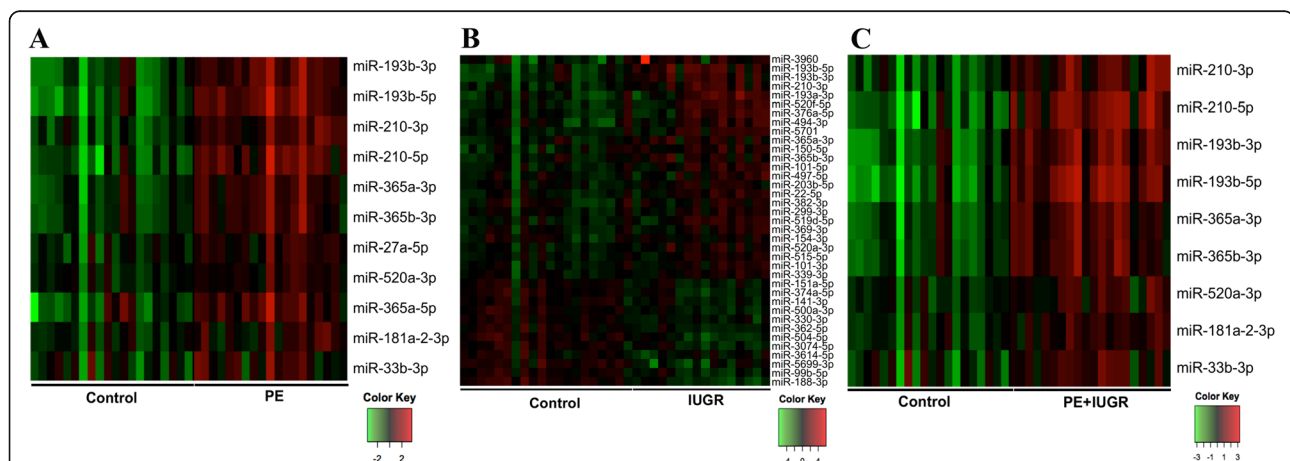 A
miR-193b-3p
miR-193b-5p
miR-210-3p
miR-210-5p
miR-365a-3p
miR-365b-3p
miR-27a-5p
miR-520a-3p
miR-365a-5p
miR-181a-2-3p
miR-33b-3p
Control
PE
Color Key
-2
2
B
miR-3960
miR-193b-5p
miR-193b-3p
miR-210-3p
miR-193a-3p
miR-520f-5p
miR-376a-5p
miR-494-3p
miR-5701
miR-365a-3p
miR-150-5p
miR-365b-3p
miR-101-5p
miR-497-5p
miR-203b-5p
miR-22-5p
miR-382-3p
miR-299-3p
miR-519d-5p
miR-369-3p
miR-154-3p
miR-520a-3p
miR-515-5p
miR-101-3p
miR-339-3p
miR-151a-5p
miR-374a-5p
miR-141-3p
miR-500a-3p
miR-330-3p
miR-362-5p
miR-504-5p
miR-3074-5p
miR-3614-5p
miR-5699-3p
miR-99b-5p
miR-188-3p
Control
IUGR
Color Key
0
C
miR-210-3p
miR-210-5p
miR-193b-3p
miR-193b-5p
miR-365a-3p
miR-365b-3p
miR-520a-3p
miR-181a-2-3p
miR-33b-3p
Control
PE+IUGR
Color Key
-3 -1 1 3